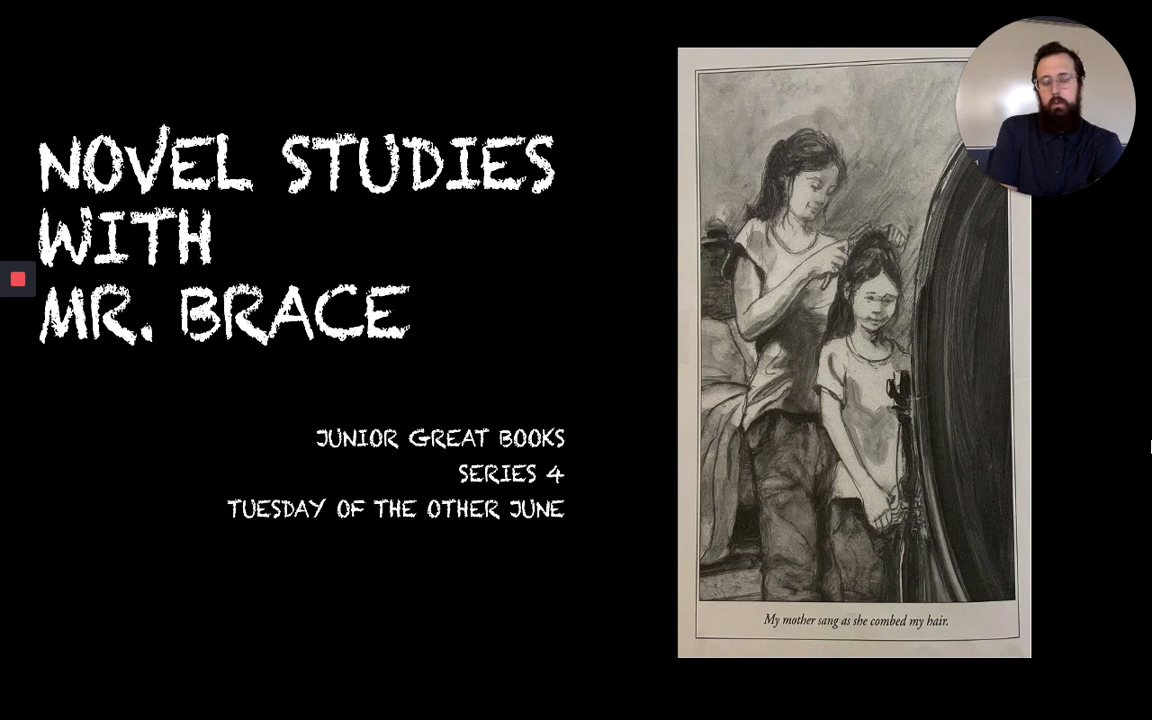 NOVEL STUDIES
WITH
MR. BRACE
JUNIOR GREAT BOOKS
SERIES 4
TUESDAY OF THE OTHER JUNE
My mother sang as she combed my hair.